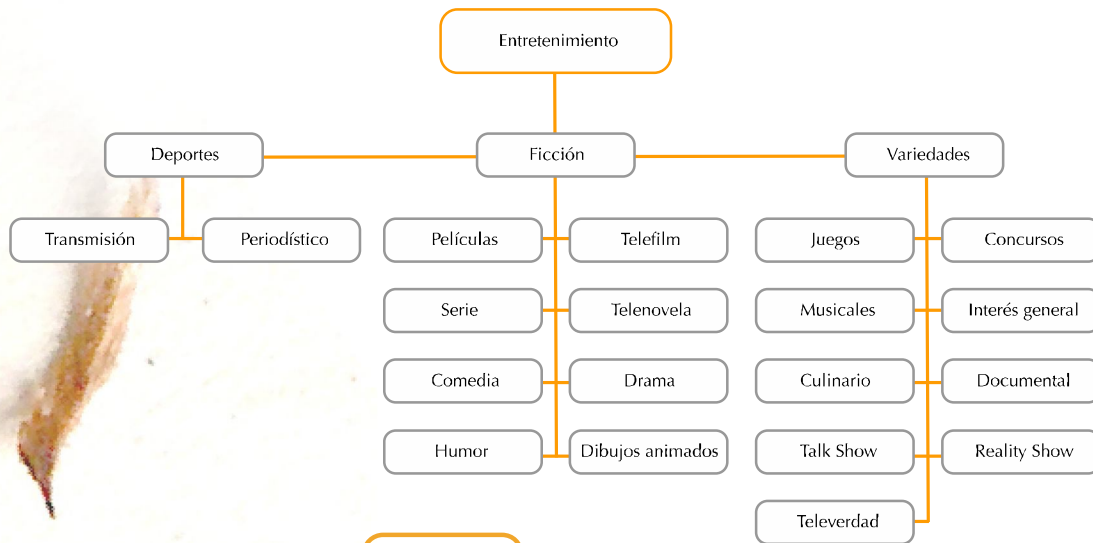 Entretenimiento
Deportes
Ficción
Variedades
Transmisión
Periodístico
Películas
Telefilm
Juegos
Concursos
Serie
Telenovela
Musicales
Interés general
Comedia
Drama
Culinario
Documental
Humor
Dibujos animados
Talk Show
Reality Show
Televerdad